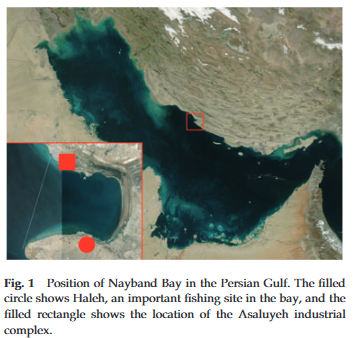 Fig. 1 Position of Nayband Bay in the Persian Gulf. The filled
circle shows Haleh, an important fishing site in the bay, and the
filled rectangle shows the location of the Asaluyeh industrial
complex.